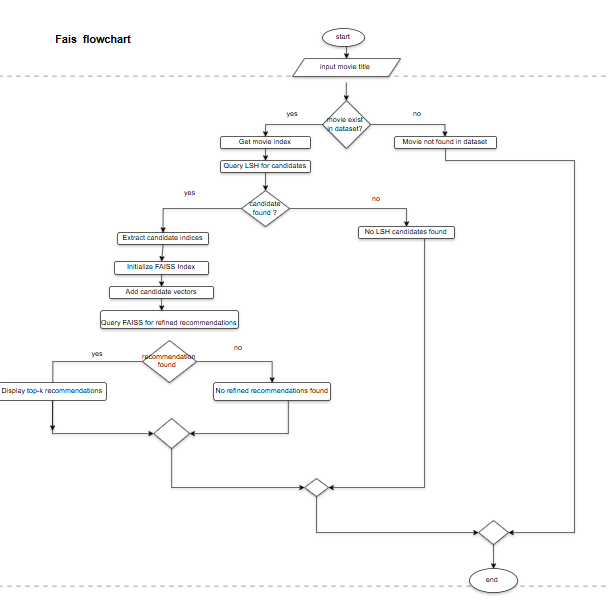 Fais flowchart
start
input movie title
yes
movie exist
in dataset?
no
Get movie index
Movie not found in dataset
Query LSH for candidates
yes
candidate
found ?
no
Extract candidate indices
No LSH candidates found
Initialize FAISS Index
Add candidate vectors
Query FAISS for refined recommendations
yes
recommendation
found
no
Display top-k recommendations
No refined recommendations found
end